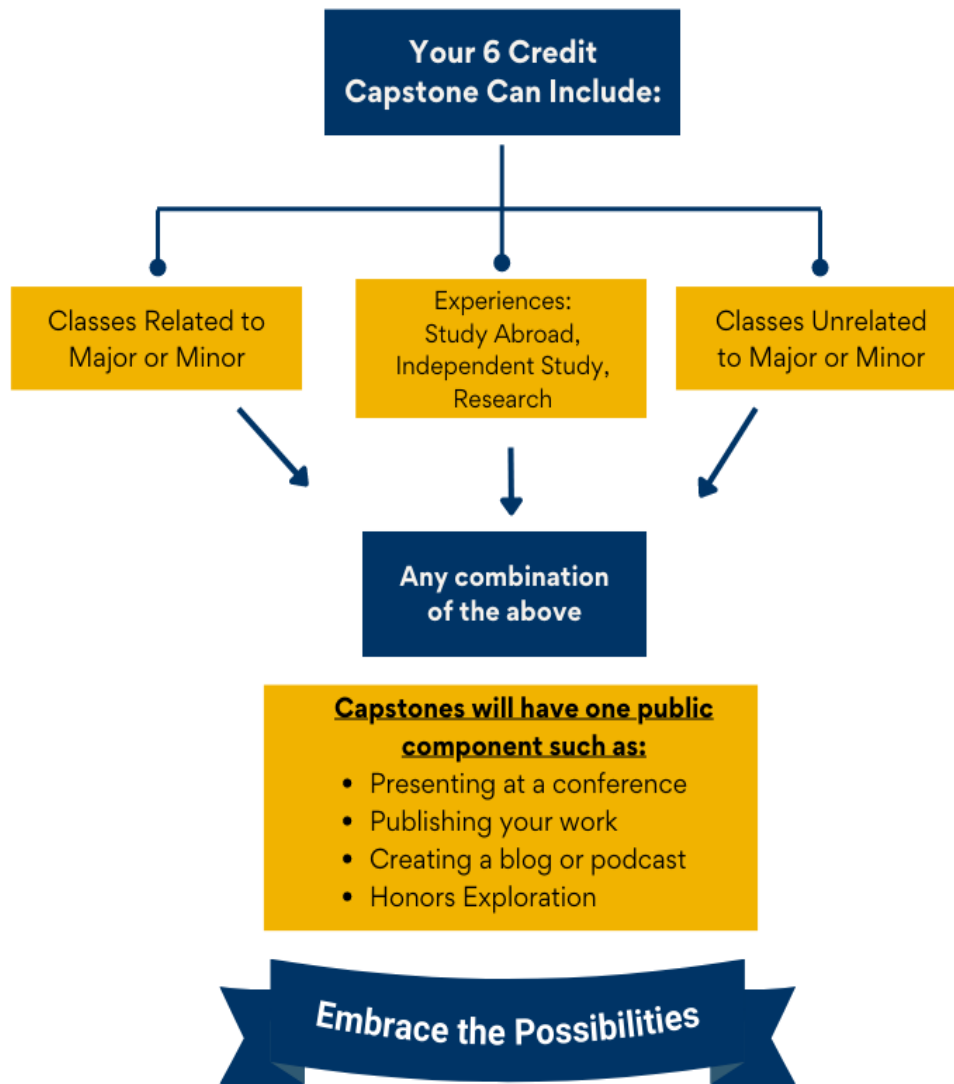 Your 6 Credit
Capstone Can Include:
Classes Related to
Major or Minor
Experiences:
Study Abroad,
Independent Study,
Research
Classes Unrelated
to Major or Minor
Any combination
of the above
Capstones will have one public
component such as:
• Presenting at a conference
• Publishing your work
• Creating a blog or podcast
• Honors Exploration
Embrace the Possibilities